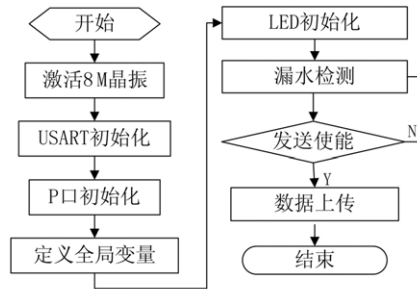 开始
激活8M晶振
USART初始化
P口初始化
定义全局变量
LED初始化
漏水检测
发送使能
N
Y
数据上传
结束